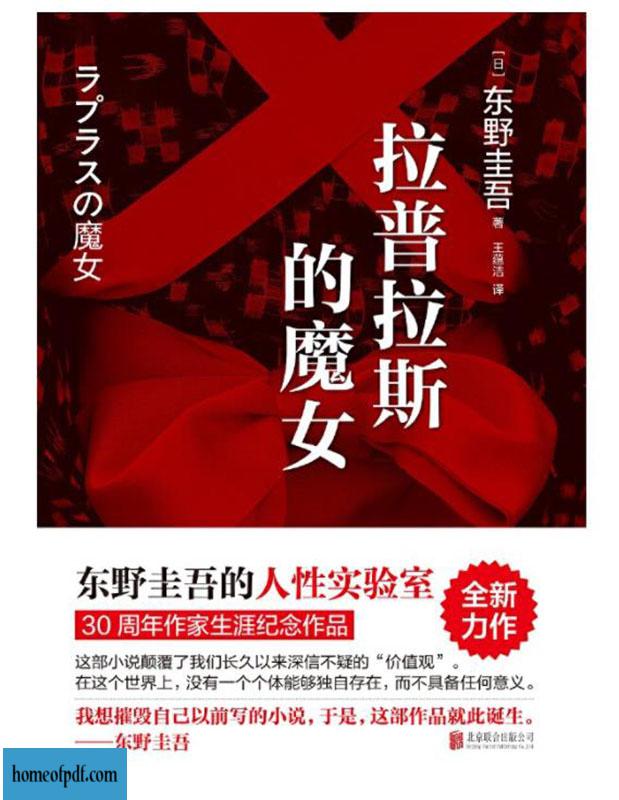 [日]
东野圭吾
著
王蕴洁 译
拉普拉斯
的魔女
ラプラスの魔女
东野圭吾的人性实验室
30周年作家生涯纪念作品
全新
力作
这部小说颠覆了我们长久以来深信不疑的“价值观”。
在这个世界上，没有一个个体能够独自存在，而不具备任何意义。
我想摧毁自己以前写的小说，于是，这部作品就此诞生。
——东野圭吾
北京联合出版公司
homeofpdf.com